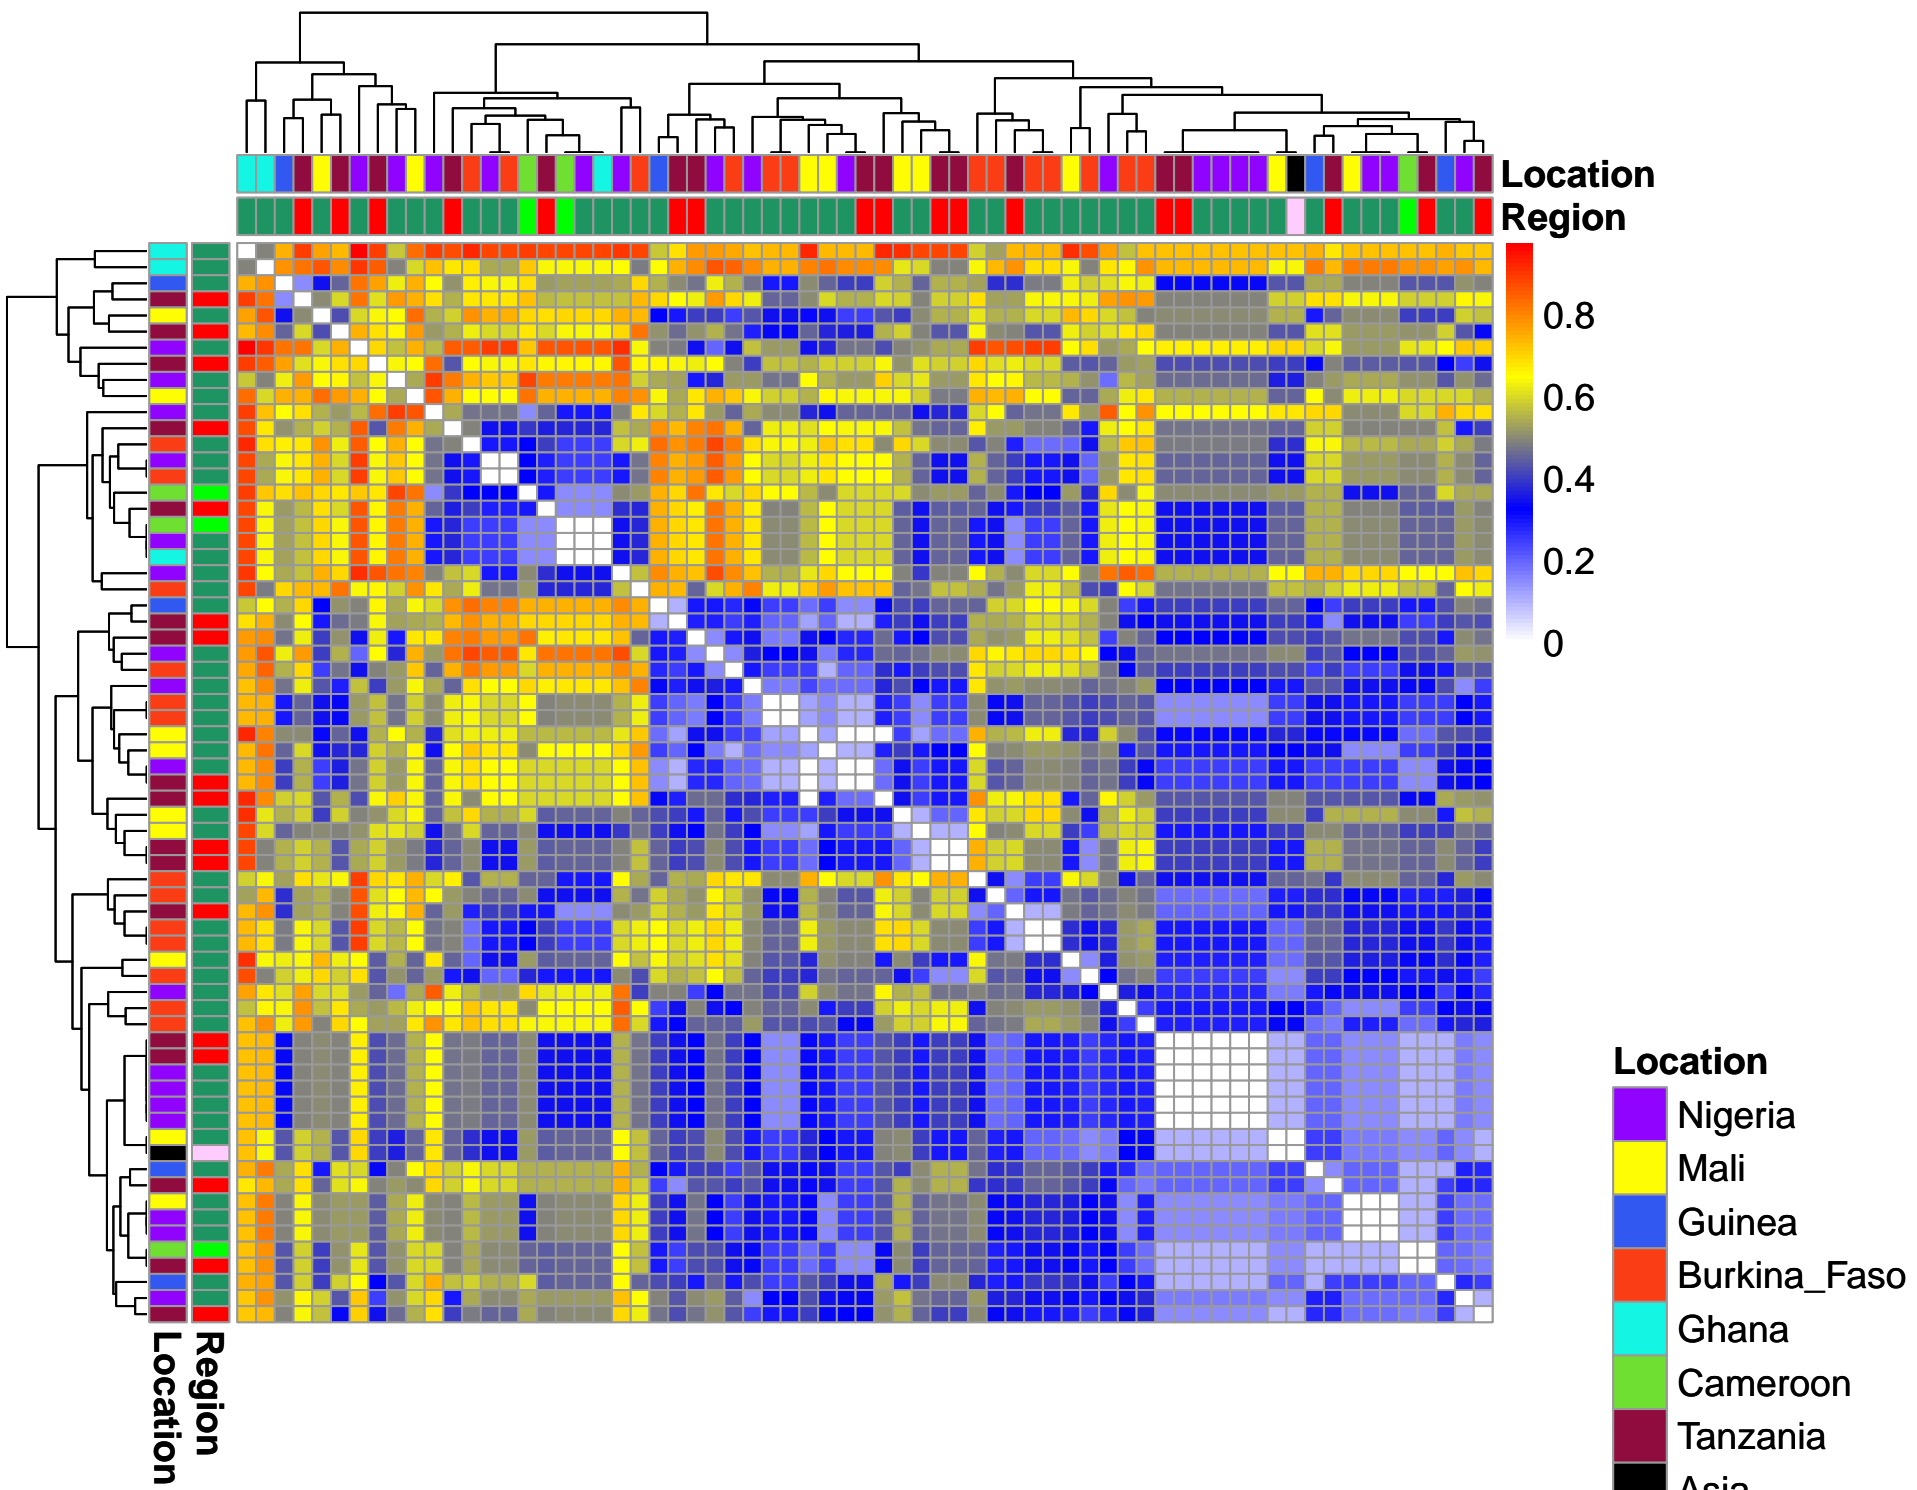 Location
Region
0.8
0.6
0.4
0.2
0
Location
Nigeria
Mali
Guinea
Burkina_Faso
Ghana
Cameroon
Tanzania
Asia
Location
Region